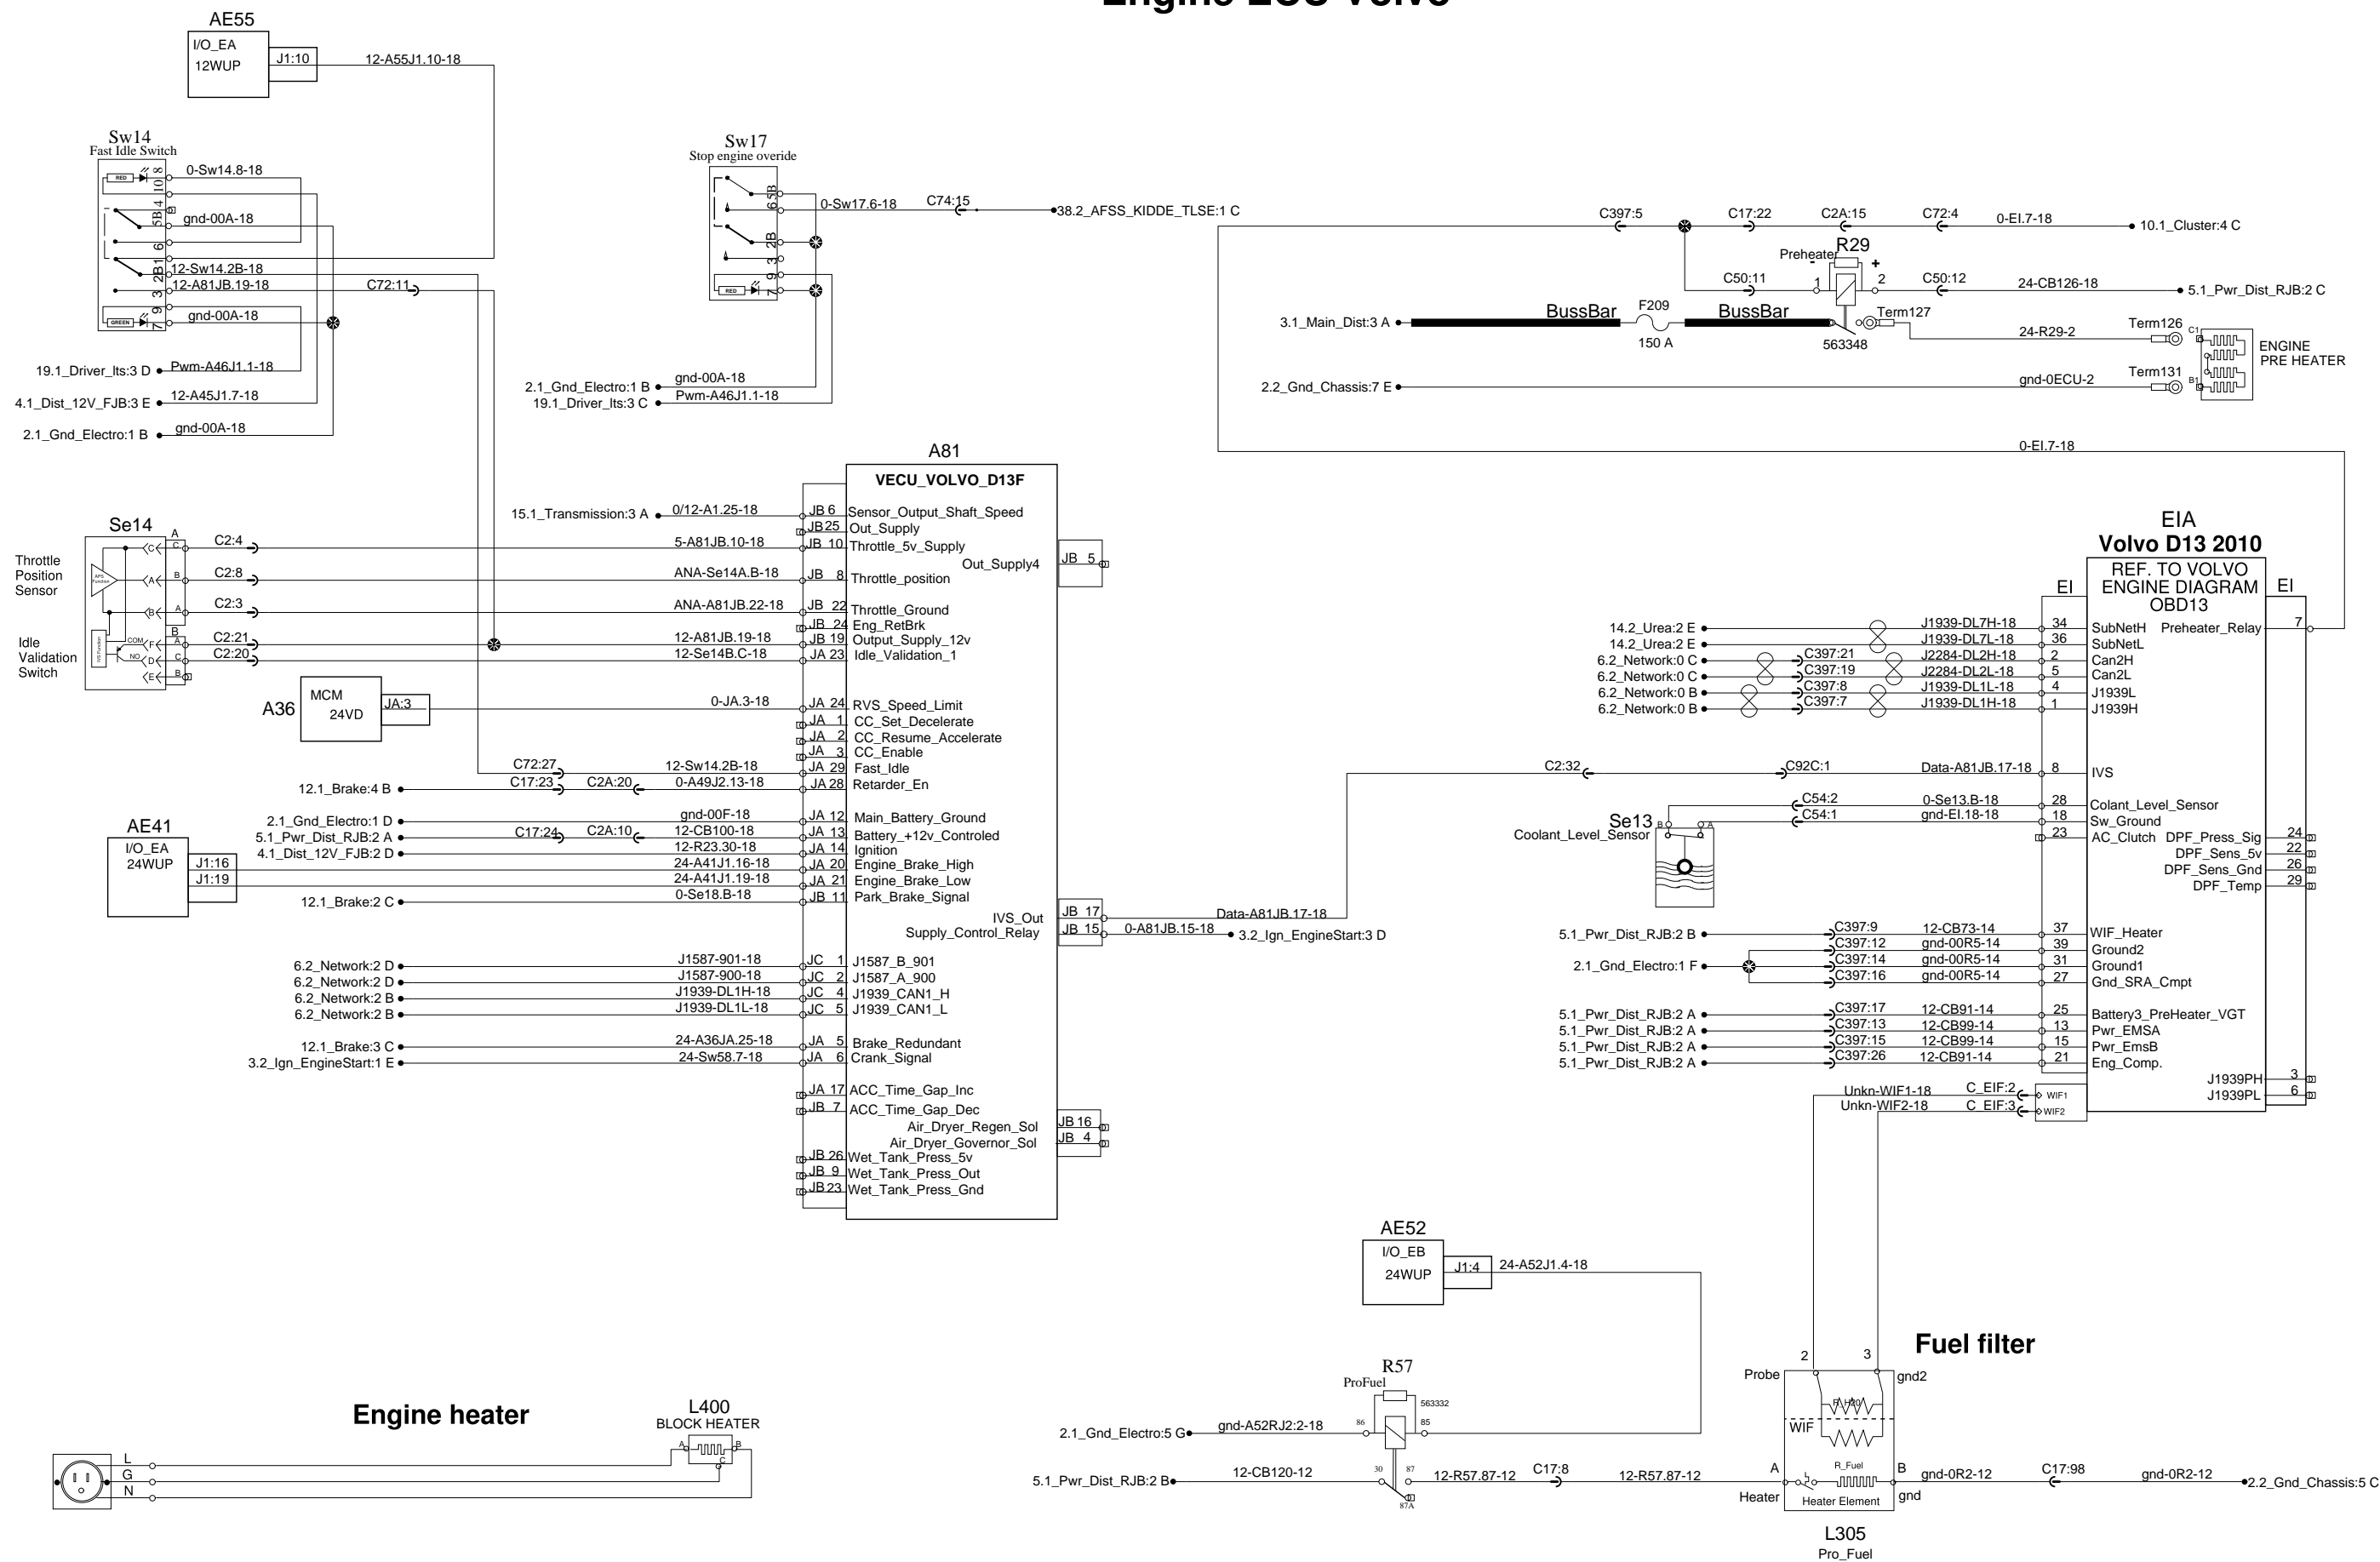 AE55
I/O_EA
12WUP
J1:10
12-A55J1.10-18
Sw14
Fast Idle Switch
RED
8
0-Sw14.8-18
10
4
5B
gnd-00A-18
6
1
2B
12-Sw14.2B-18
3
12-A81JB.19-18
C72:11
9
GREEN
7
gnd-00A-18
19.1_Driver_lts:3 D
Pwm-A46J1.1-18
4.1_Dist_12V_FJB:3 E
12-A45J1.7-18
2.1_Gnd_Electro:1 B
gnd-00A-18
Sw17
Stop engine overide
5B
6
0-Sw17.6-18
C74:15
38.2_AFSS_KIDDE_TLSE:1 C
2B
3
9
RED
7
2.1_Gnd_Electro:1 B
gnd-00A-18
19.1_Driver_lts:3 C
Pwm-A46J1.1-18
C397:5
C17:22
C2A:15
C72:4
0-EI.7-18
10.1_Cluster:4 C
R29
Preheater
-
+
C50:11
1
2
C50:12
24-CB126-18
5.1_Pwr_Dist_RJB:2 C
3.1_Main_Dist:3 A
BussBar
F209
150 A
BussBar
Term127
563348
24-R29-2
Term126
C1
ENGINE
PRE HEATER
2.2_Gnd_Chassis:7 E
gnd-0ECU-2
Term131
B1
0-EI.7-18
A81
VECU_VOLVO_D13F
15.1_Transmission:3 A
0/12-A1.25-18
JB 6
Sensor_Output_Shaft_Speed
JB 25
Out_Supply
Se14
Throttle
Position
Sensor
APS
Function
A
C
C
C2:4
5-A81JB.10-18
JB 10
Throttle_5v_Supply
Out_Supply4
JB 5
A
B
C2:8
ANA-Se14A.B-18
JB 8
Throttle_position
B
A
C2:3
ANA-A81JB.22-18
JB 22
Throttle_Ground
JB 24
Eng_RetBrk
Idle
Validation
Switch
IVS Function
B
COM
F
A
C2:21
12-A81JB.19-18
JB 19
Output_Supply_12v
NO
D
C
C2:20
12-Se14B.C-18
JA 23
Idle_Validation_1
E
B
A36
MCM
24VD
JA:3
0-JA.3-18
JA 24
RVS_Speed_Limit
JA 1
CC_Set_Decelerate
JA 2
CC_Resume_Accelerate
JA 3
CC_Enable
C72:27
12-Sw14.2B-18
JA 29
Fast_Idle
12.1_Brake:4 B
C17:23
C2A:20
0-A49J2.13-18
JA 28
Retarder_En
2.1_Gnd_Electro:1 D
gnd-00F-18
JA 12
Main_Battery_Ground
5.1_Pwr_Dist_RJB:2 A
C17:24
C2A:10
12-CB100-18
JA 13
Battery_+12v_Controled
4.1_Dist_12V_FJB:2 D
12-R23.30-18
JA 14
Ignition
AE41
I/O_EA
24WUP
J1:16
24-A41J1.16-18
JA 20
Engine_Brake_High
J1:19
24-A41J1.19-18
JA 21
Engine_Brake_Low
12.1_Brake:2 C
0-Se18.B-18
JB 11
Park_Brake_Signal
IVS_Out
JB 17
Data-A81JB.17-18
Supply_Control_Relay
JB 15
0-A81JB.15-18
3.2_Ign_EngineStart:3 D
6.2_Network:2 D
J1587-901-18
JC 1
J1587_B_901
6.2_Network:2 D
J1587-900-18
JC 2
J1587_A_900
6.2_Network:2 B
J1939-DL1H-18
JC 4
J1939_CAN1_H
6.2_Network:2 B
J1939-DL1L-18
JC 5
J1939_CAN1_L
12.1_Brake:3 C
24-A36JA.25-18
JA 5
Brake_Redundant
3.2_Ign_EngineStart:1 E
24-Sw58.7-18
JA 6
Crank_Signal
JA 17
ACC_Time_Gap_Inc
JB 7
ACC_Time_Gap_Dec
Air_Dryer_Regen_Sol
JB 16
Air_Dryer_Governor_Sol
JB 4
JB 26
Wet_Tank_Press_5v
JB 9
Wet_Tank_Press_Out
JB 23
Wet_Tank_Press_Gnd
EIA
Volvo D13 2010
REF. TO VOLVO
ENGINE DIAGRAM
OBD13
EI
EI
14.2_Urea:2 E
J1939-DL7H-18
34
SubNetH
Preheater_Relay
7
14.2_Urea:2 E
J1939-DL7L-18
36
SubNetL
6.2_Network:0 C
C397:21
J2284-DL2H-18
2
Can2H
6.2_Network:0 C
C397:19
J2284-DL2L-18
5
Can2L
6.2_Network:0 B
C397:8
J1939-DL1L-18
4
J1939L
6.2_Network:0 B
C397:7
J1939-DL1H-18
1
J1939H
C2:32
C92C:1
Data-A81JB.17-18
8
IVS
Se13
Coolant_Level_Sensor
B
A
C54:2
0-Se13.B-18
28
Colant_Level_Sensor
C54:1
gnd-EI.18-18
18
Sw_Ground
23
AC_Clutch
DPF_Press_Sig
24
DPF_Sens_5v
22
DPF_Sens_Gnd
26
DPF_Temp
29
5.1_Pwr_Dist_RJB:2 B
C397:9
12-CB73-14
37
WIF_Heater
C397:12
gnd-00R5-14
39
Ground2
2.1_Gnd_Electro:1 F
C397:14
gnd-00R5-14
31
Ground1
C397:16
gnd-00R5-14
27
Gnd_SRA_Cmpt
5.1_Pwr_Dist_RJB:2 A
C397:17
12-CB91-14
25
Battery3_PreHeater_VGT
5.1_Pwr_Dist_RJB:2 A
C397:13
12-CB99-14
13
Pwr_EMSA
5.1_Pwr_Dist_RJB:2 A
C397:15
12-CB99-14
15
Pwr_EmsB
5.1_Pwr_Dist_RJB:2 A
C397:26
12-CB91-14
21
Eng_Comp.
J1939PH
3
J1939PL
6
Unkn-WIF1-18
C_EIF:2
WIF1
Unkn-WIF2-18
C_EIF:3
WIF2
AE52
I/O_EB
24WUP
J1:4
24-A52J1.4-18
R57
ProFuel
563332
2.1_Gnd_Electro:5 G
gnd-A52RJ2:2-18
86
85
5.1_Pwr_Dist_RJB:2 B
12-CB120-12
30
87
87A
12-R57.87-12
C17:8
12-R57.87-12
Fuel filter
2
3
Probe
gnd2
R_H20
WIF
A
R_Fuel
B
Heater
Heater Element
gnd
gnd-0R2-12
C17:98
gnd-0R2-12
2.2_Gnd_Chassis:5 C
L305
Pro_Fuel
Engine heater
L400
BLOCK HEATER
A
B
C
L
G
N